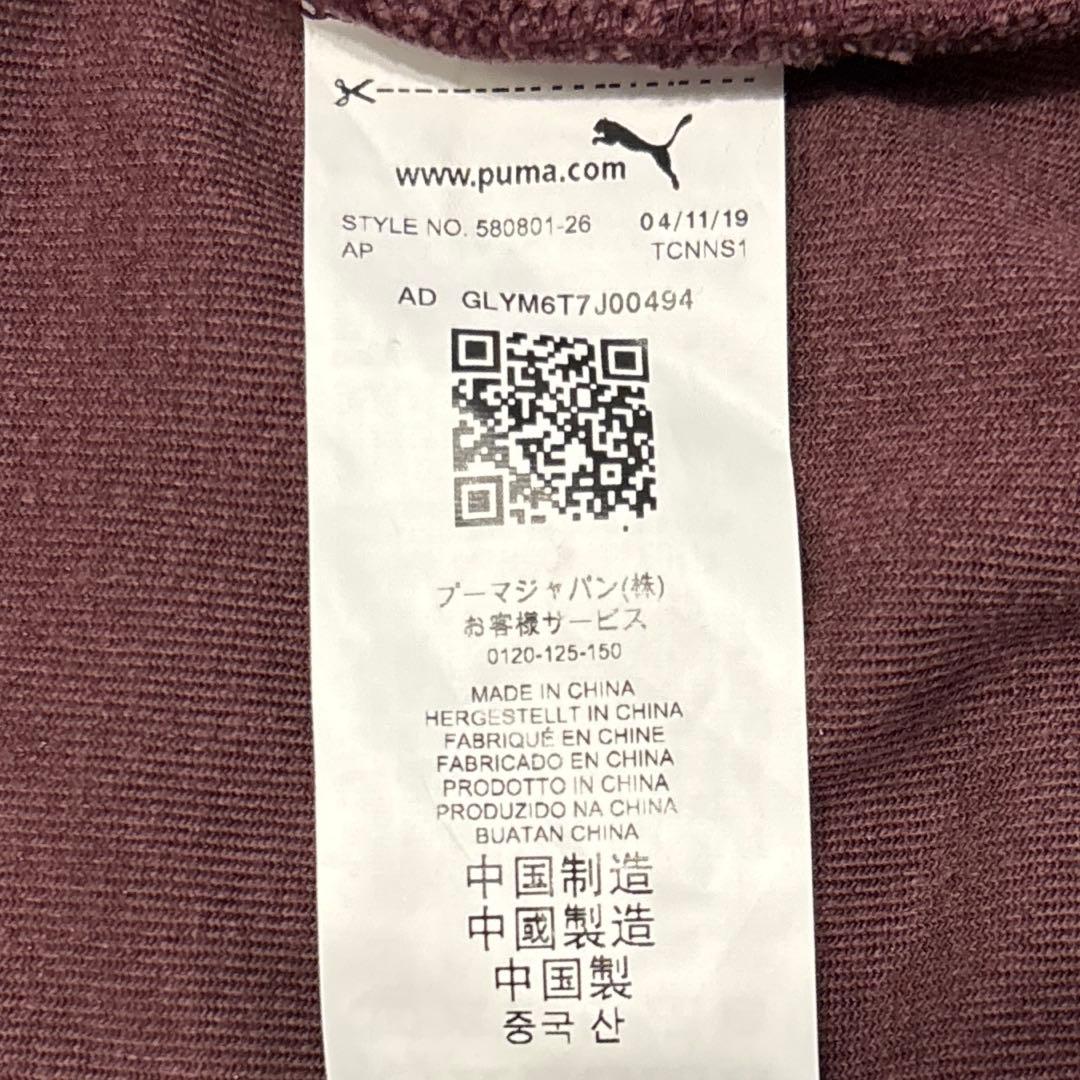 www.puma.com
STYLE NO. 580801-26 04/11/19
AP TCNNS1
AD GLYM6T7J00494
プーマジャパン(株)
お客様サービス
0120-125-150
MADE IN CHINA
HERGESTELLT IN CHINA
FABRIQUÉ EN CHINE
FABRICADO EN CHINA
PRODOTTO IN CHINA
PRODUZIDO NA CHINA
BUATAN CHINA
中国制造
中國製造
中国製
중국 산